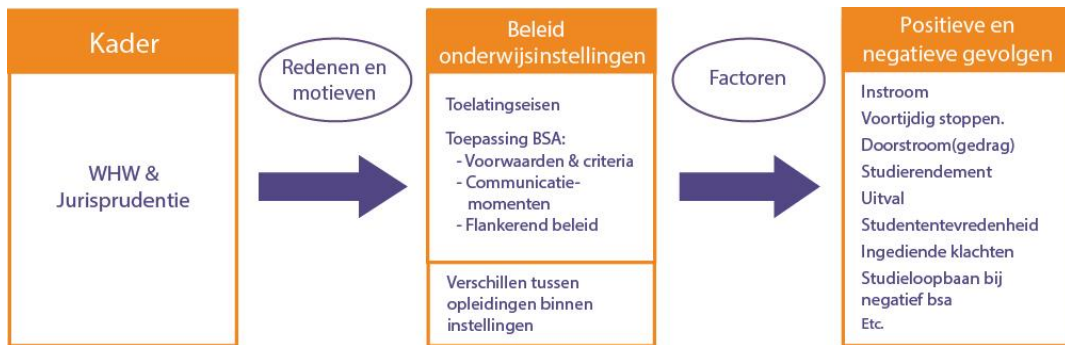 Kader
WHW &
Jurisprudentie
Redenen en
motieven
Beleid
onderwijsinstellingen
Toelatingseisen
Toepassing BSA:
- Voorwaarden & criteria
- Communicatie-
momenten
- Flankerend beleid
Verschillen tussen
opleidingen binnen
instellingen
Factoren
Positieve en
negatieve gevolgen
Instroom
Voortijdig stoppen.
Doorstroom(gedrag)
Studierendement
Uitval
Studententevredenheid
Ingediende klachten
Studieloopbaan bij
negatief bsa
Etc.